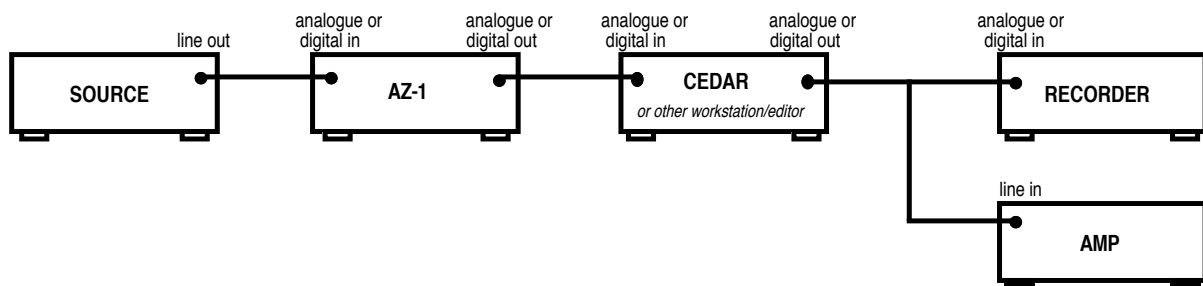 line out
SOURCE
analogue or
digital in
AZ-1
analogue or
digital out
analogue or
digital in
CEDAR
or other workstation/editor
analogue or
digital out
analogue or
digital in
RECORDER
line in
AMP